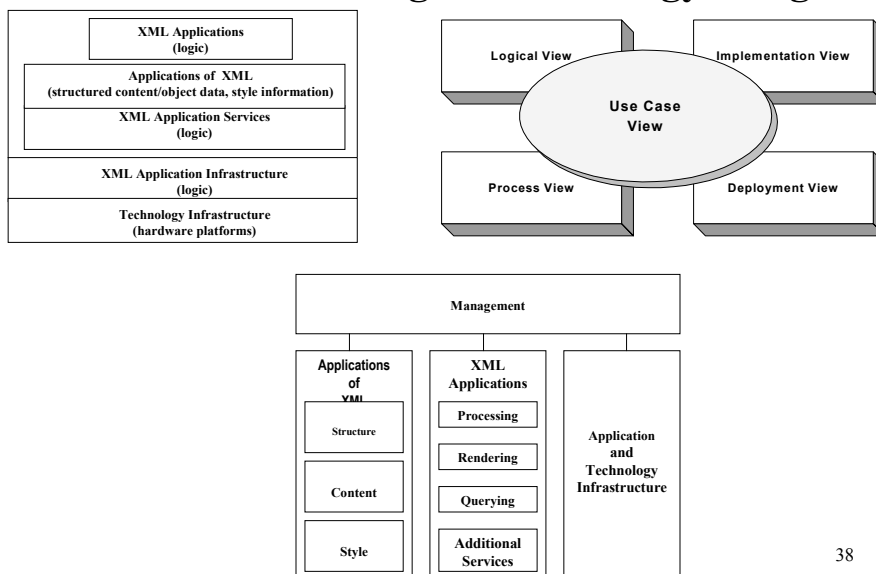 XML Applications
(logic)
Applications of XML
(structured content/object data, style information)
XML Application Services
(logic)
XML Application Infrastructure
(logic)
Technology Infrastructure
(hardware platforms)
Logical View
Implementation View
Use Case
View
Process View
Deployment View
Management
Applications
of
XML
Structure
Content
Style
XML
Applications
Processing
Rendering
Querying
Additional
Services
Application
and
Technology
Infrastructure
38